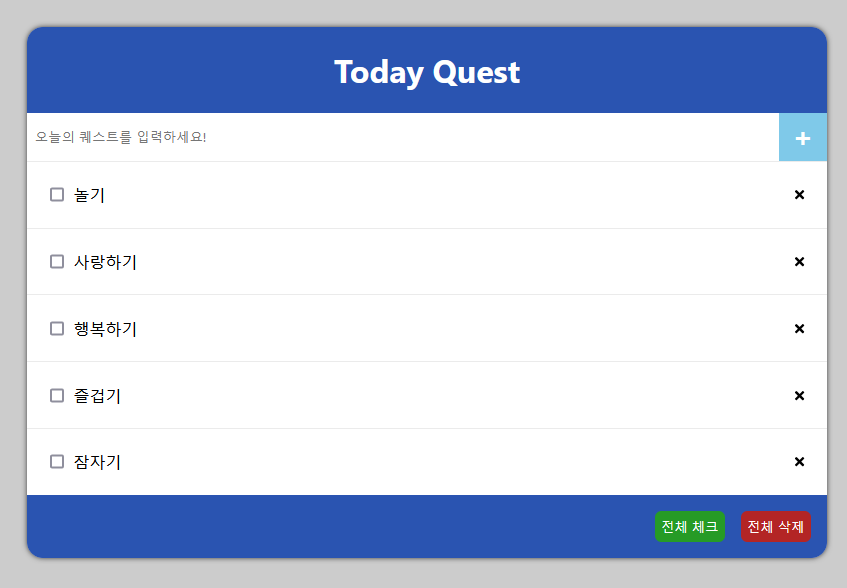 Today Quest
오늘의 퀘스트를 입력하세요!
놀기
사랑하기
행복하기
즐겁기
잠자기
전체 체크 전체 삭제